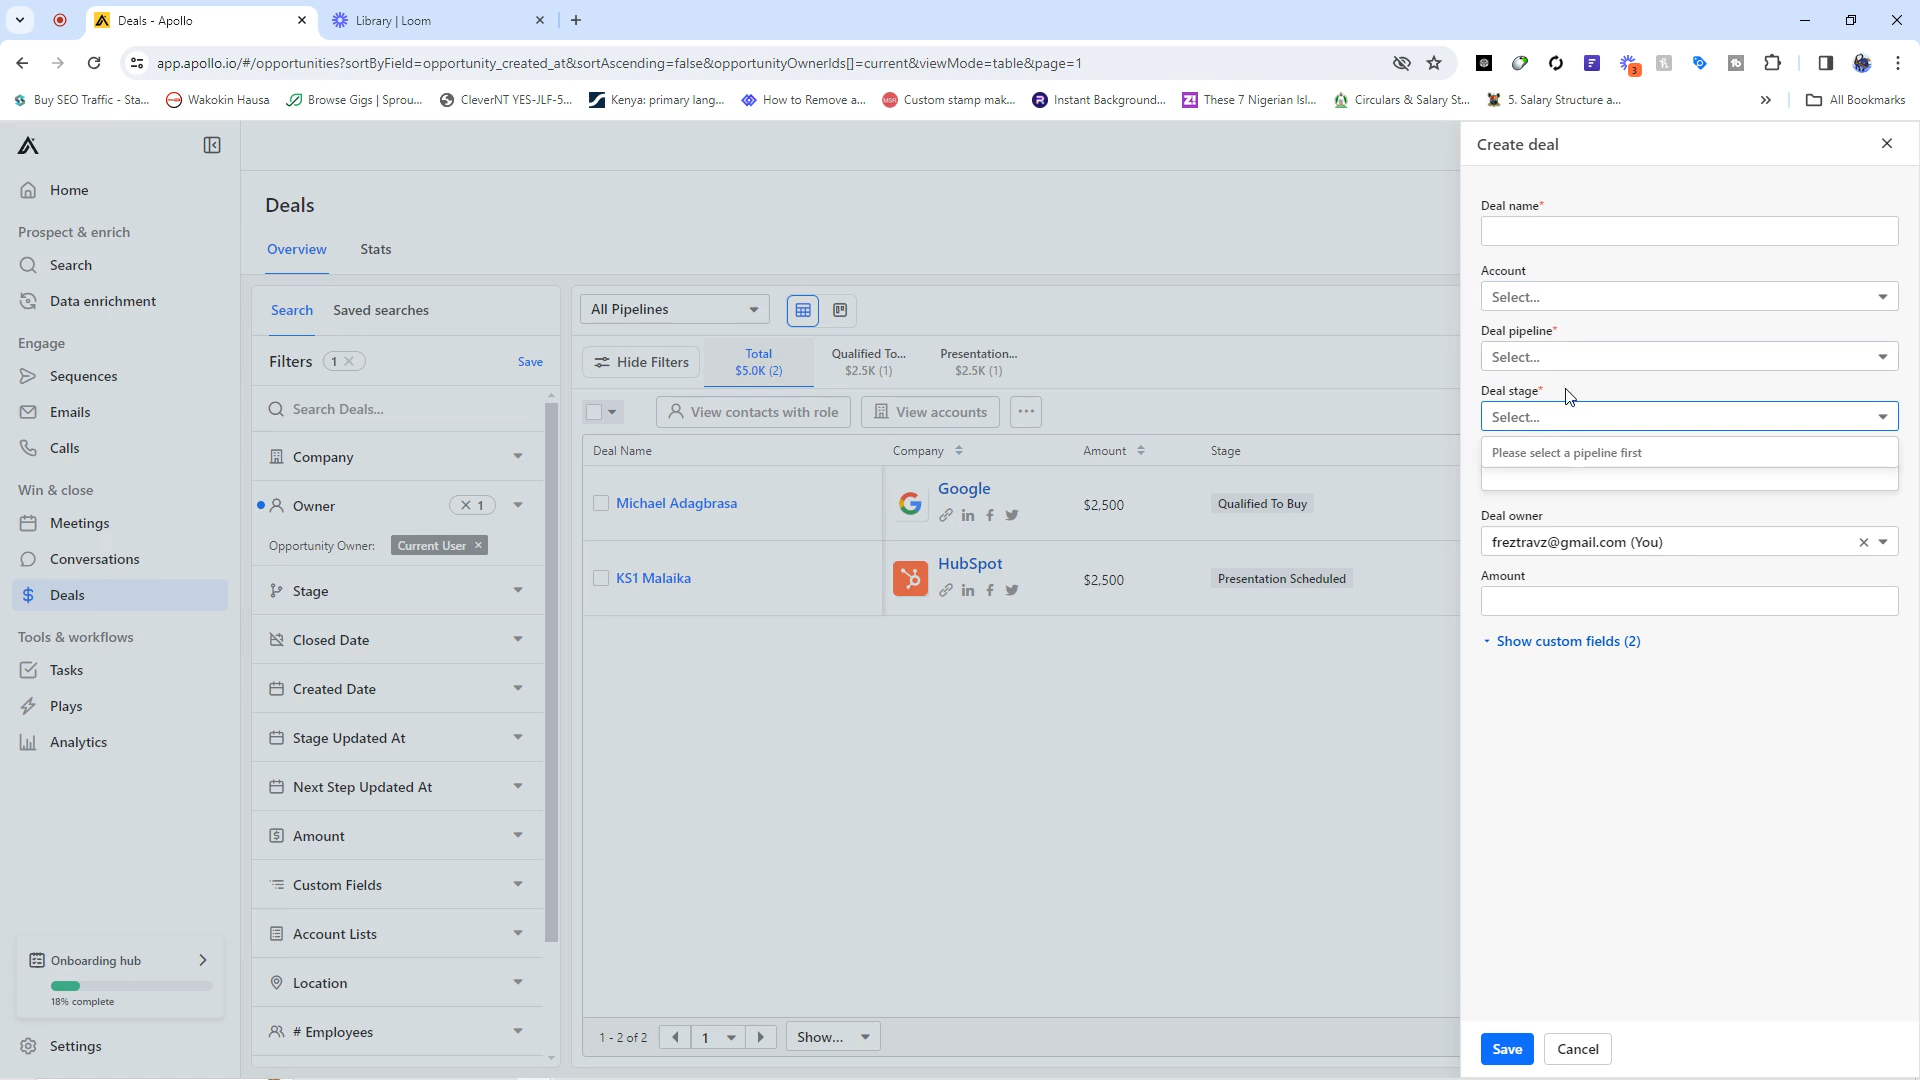 Deals - Apollo
Library | Loom
app.apollo.io/#/opportunities?sortByField=opportunity_created_at&sortAscending=false&opportunityOwnerIds[]=current&viewMode=table&page=1
3
Buy SEO Traffic - Sta...
Wakokin Hausa
Browse Gigs | Sprou...
CleverNT YES-JLF-5...
Kenya: primary lang...
How to Remove a...
Custom stamp mak...
Instant Background...
These 7 Nigerian Isl...
Circulars & Salary St...
5. Salary Structure a...
All Bookmarks
Home
Prospect & enrich
Search
Data enrichment
Engage
Sequences
Emails
Calls
Win & close
Meetings
Conversations
Deals
Tools & workflows
Tasks
Plays
Analytics
Onboarding hub
18% complete
Settings
Deals
Overview
Stats
Search
Saved searches
Filters
1
Save
Search Deals...
Company
Owner
1
Opportunity Owner:
Current User
Stage
Closed Date
Created Date
Stage Updated At
Next Step Updated At
Amount
Custom Fields
Account Lists
Location
# Employees
All Pipelines
Hide Filters
Total
$5.0K (2)
Qualified To...
$2.5K (1)
Presentation...
$2.5K (1)
View contacts with role
View accounts
Deal Name
Company
Amount
Stage
Michael Adagbrasa
Google
$2,500
Qualified To Buy
KS1 Malaika
HubSpot
$2,500
Presentation Scheduled
1 - 2 of 2
1
Show...
Create deal
Deal name*
Account
Select...
Deal pipeline*
Select...
Deal stage*
Select...
Please select a pipeline first
Deal owner
freztravz@gmail.com (You)
Amount
Show custom fields (2)
Save
Cancel